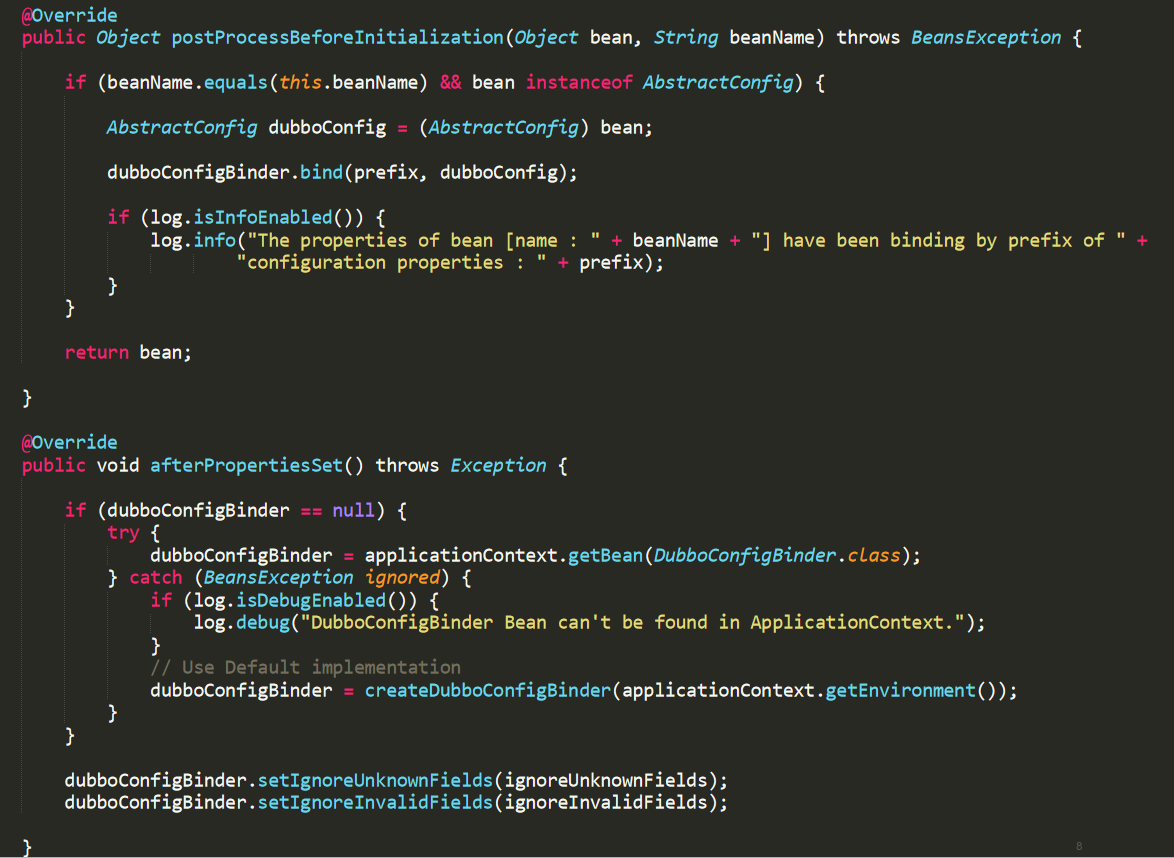 @Override
public Object postProcessBeforeInitialization(Object bean, String beanName) throws BeansException {
if (beanName.equals(this.beanName) && bean instanceof AbstractConfig) {
AbstractConfig dubboConfig = (AbstractConfig) bean;
dubboConfigBinder.bind(prefix, dubboConfig);
if (log.isInfoEnabled()) {
log.info("The properties of bean [name : " + beanName + "] have been binding by prefix of " +
"configuration properties : " + prefix);
}
}
return bean;
}
@Override
public void afterPropertiesSet() throws Exception {
if (dubboConfigBinder == null) {
try {
dubboConfigBinder = applicationContext.getBean(DubboConfigBinder.class);
} catch (BeansException ignored) {
if (log.isDebugEnabled()) {
log.debug("DubboConfigBinder Bean can't be found in ApplicationContext.");
}
// Use Default implementation
dubboConfigBinder = createDubboConfigBinder(applicationContext.getEnvironment());
}
}
dubboConfigBinder.setIgnoreUnknownFields(ignoreUnknownFields);
dubboConfigBinder.setIgnoreInvalidFields(ignoreInvalidFields);
}
8